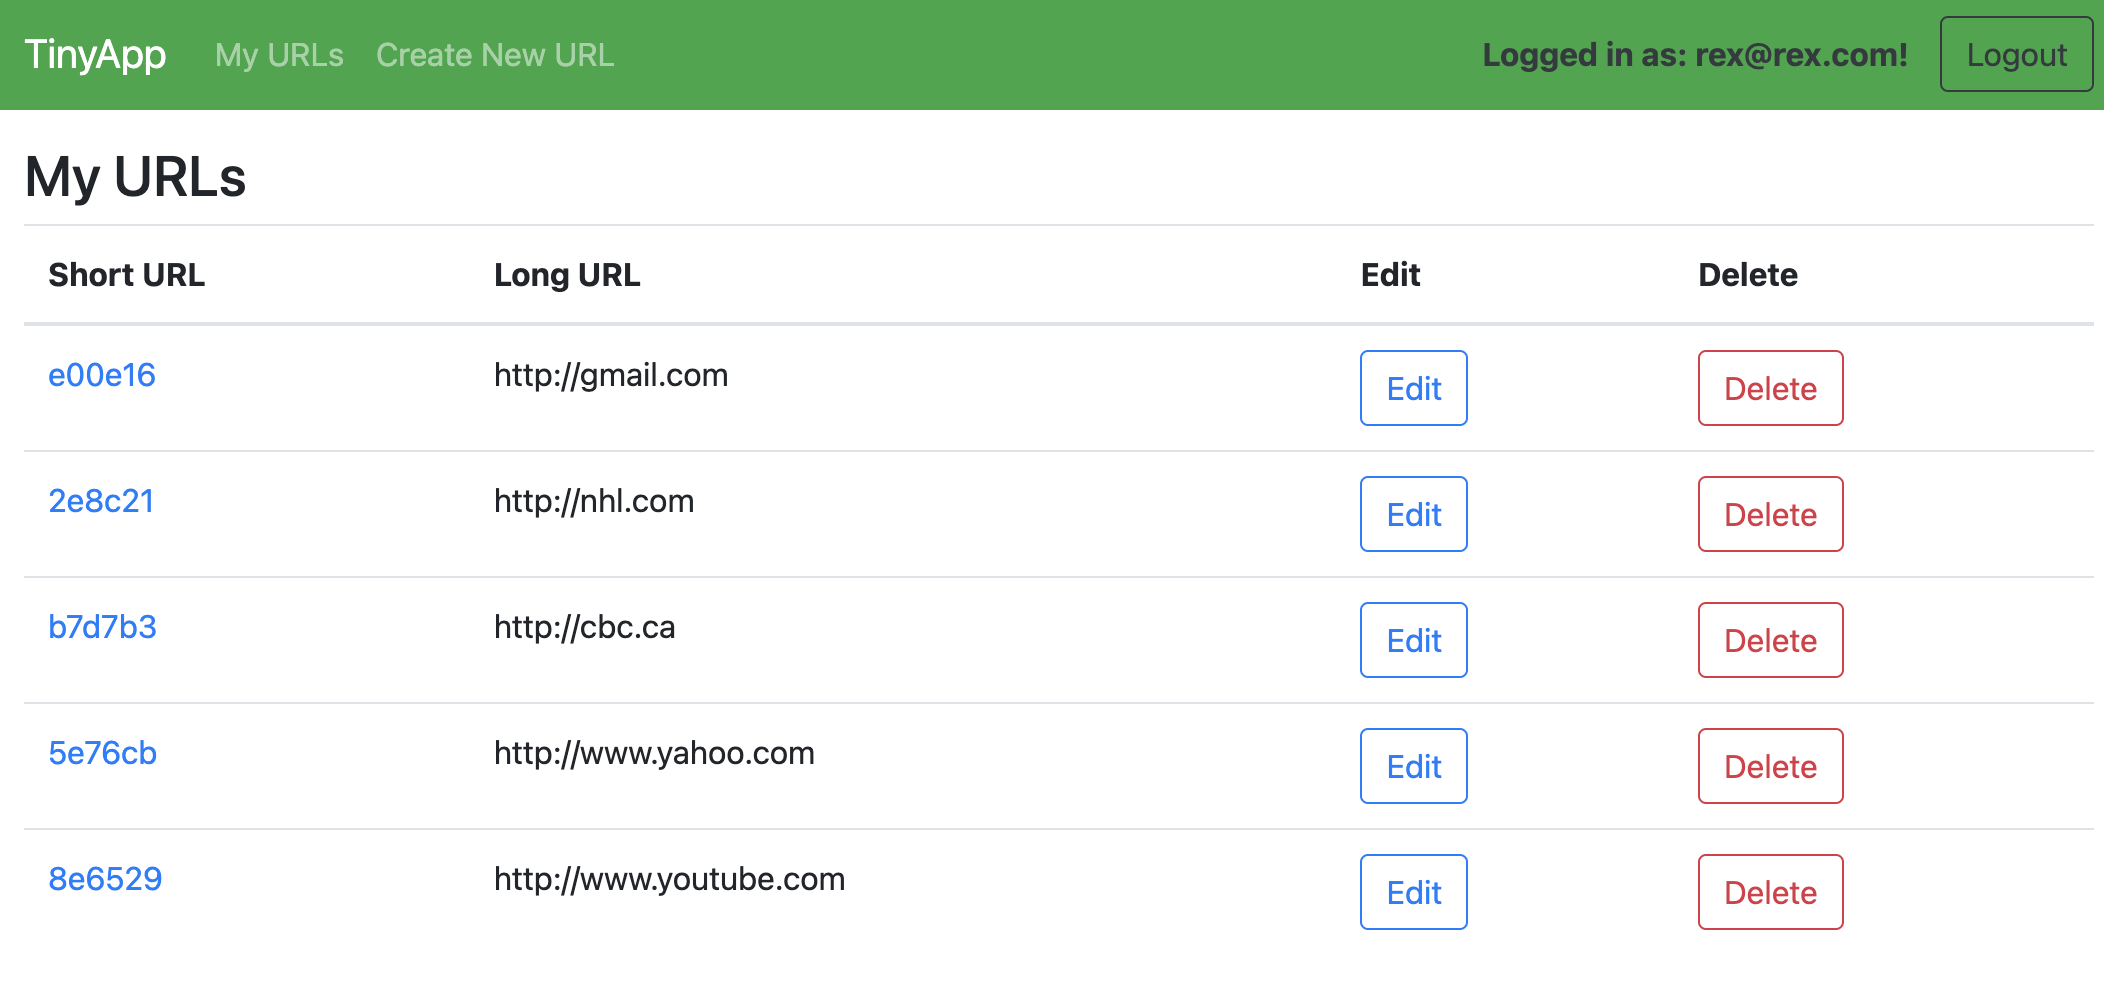 TinyApp My URLs Create New URL Logged in as: rex@rex.com! Logout
My URLs
Short URL Long URL Edit Delete
e00e16 http://gmail.com Edit Delete
2e8c21 http://nhl.com Edit Delete
b7d7b3 http://cbc.ca Edit Delete
5e76cb http://www.yahoo.com Edit Delete
8e6529 http://www.youtube.com Edit Delete